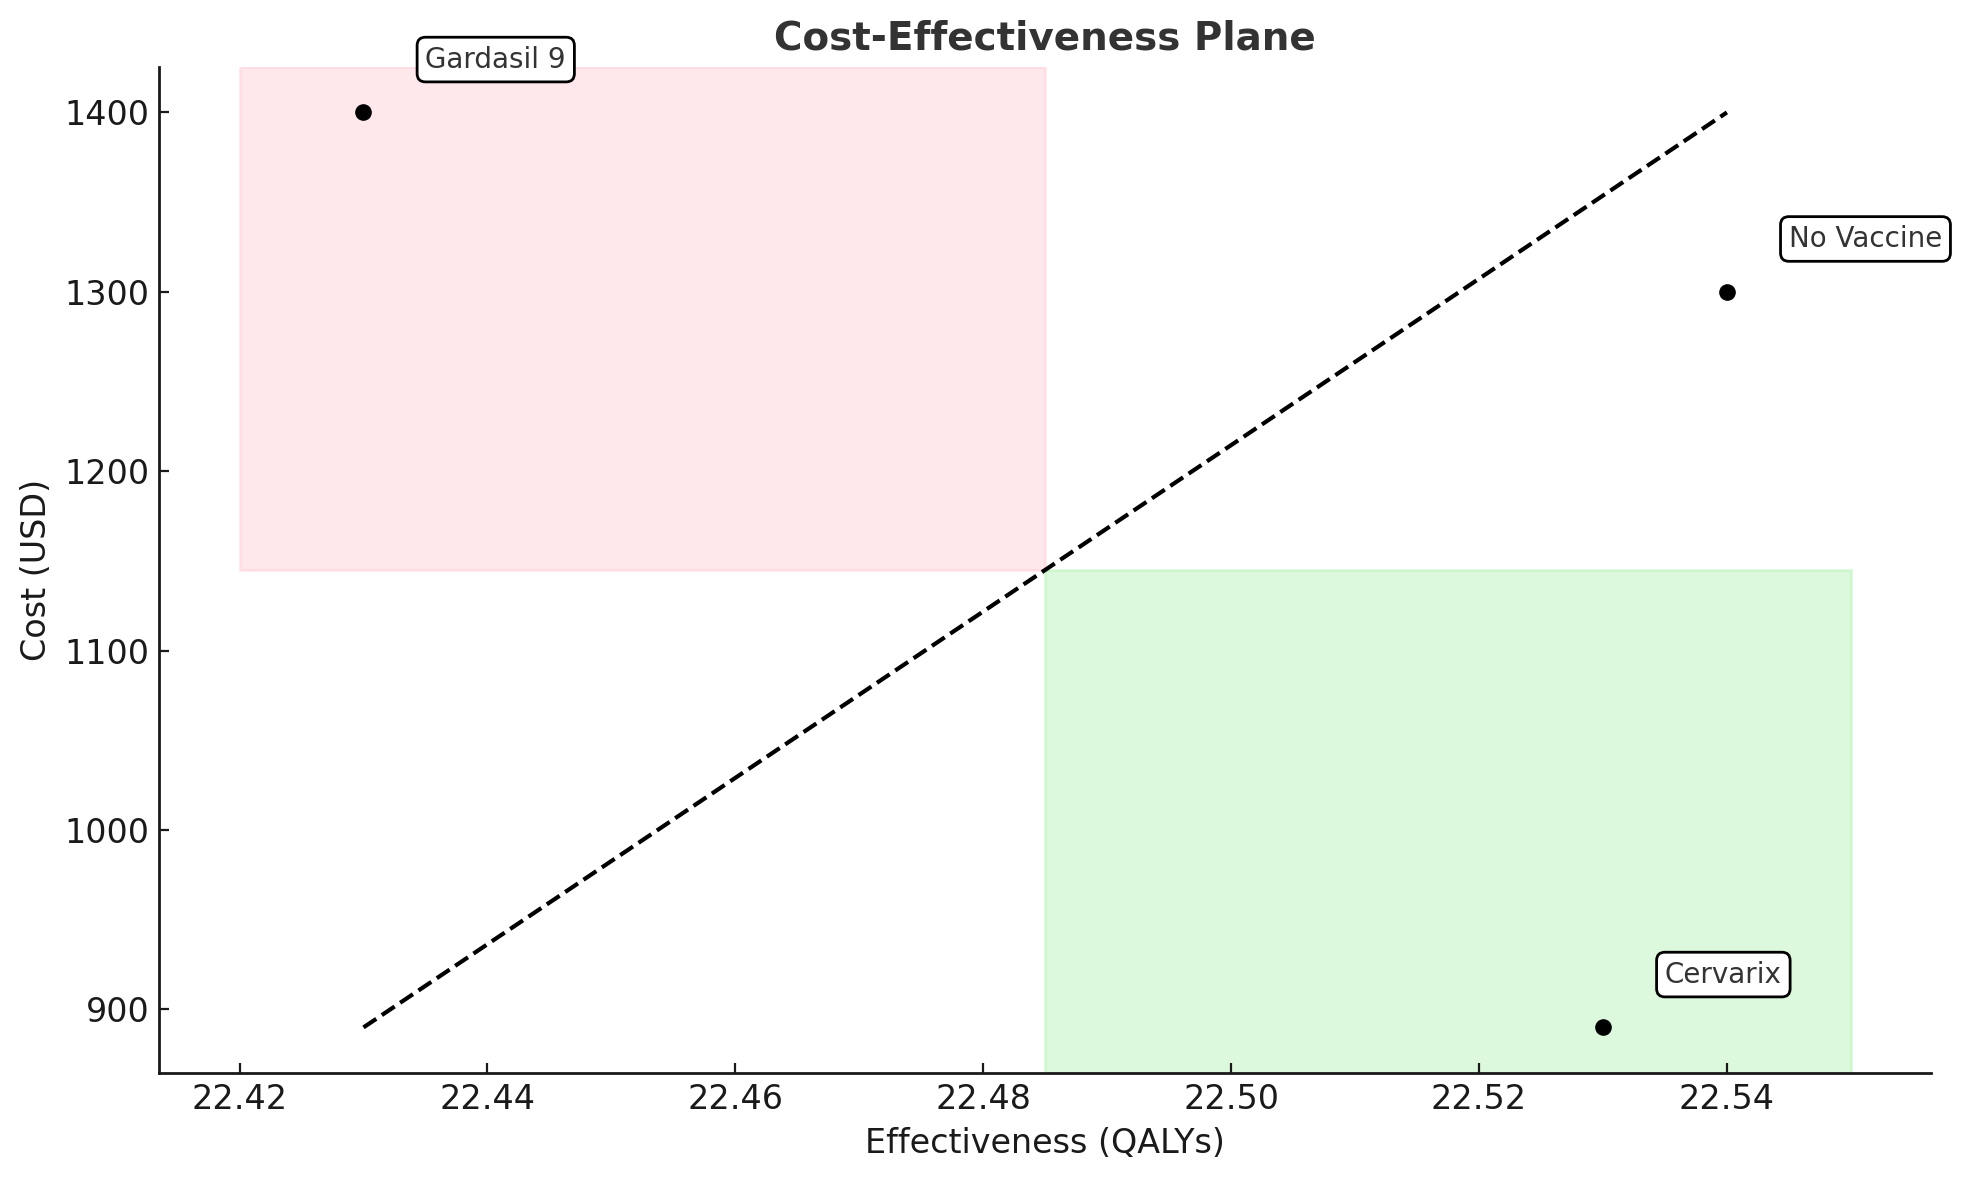 Cost-Effectiveness Plane
Gardasil 9
No Vaccine
Cervarix
Cost (USD)
1400
1300
1200
1100
1000
900
22.42 22.44 22.46 22.48 22.50 22.52 22.54
Effectiveness (QALYs)